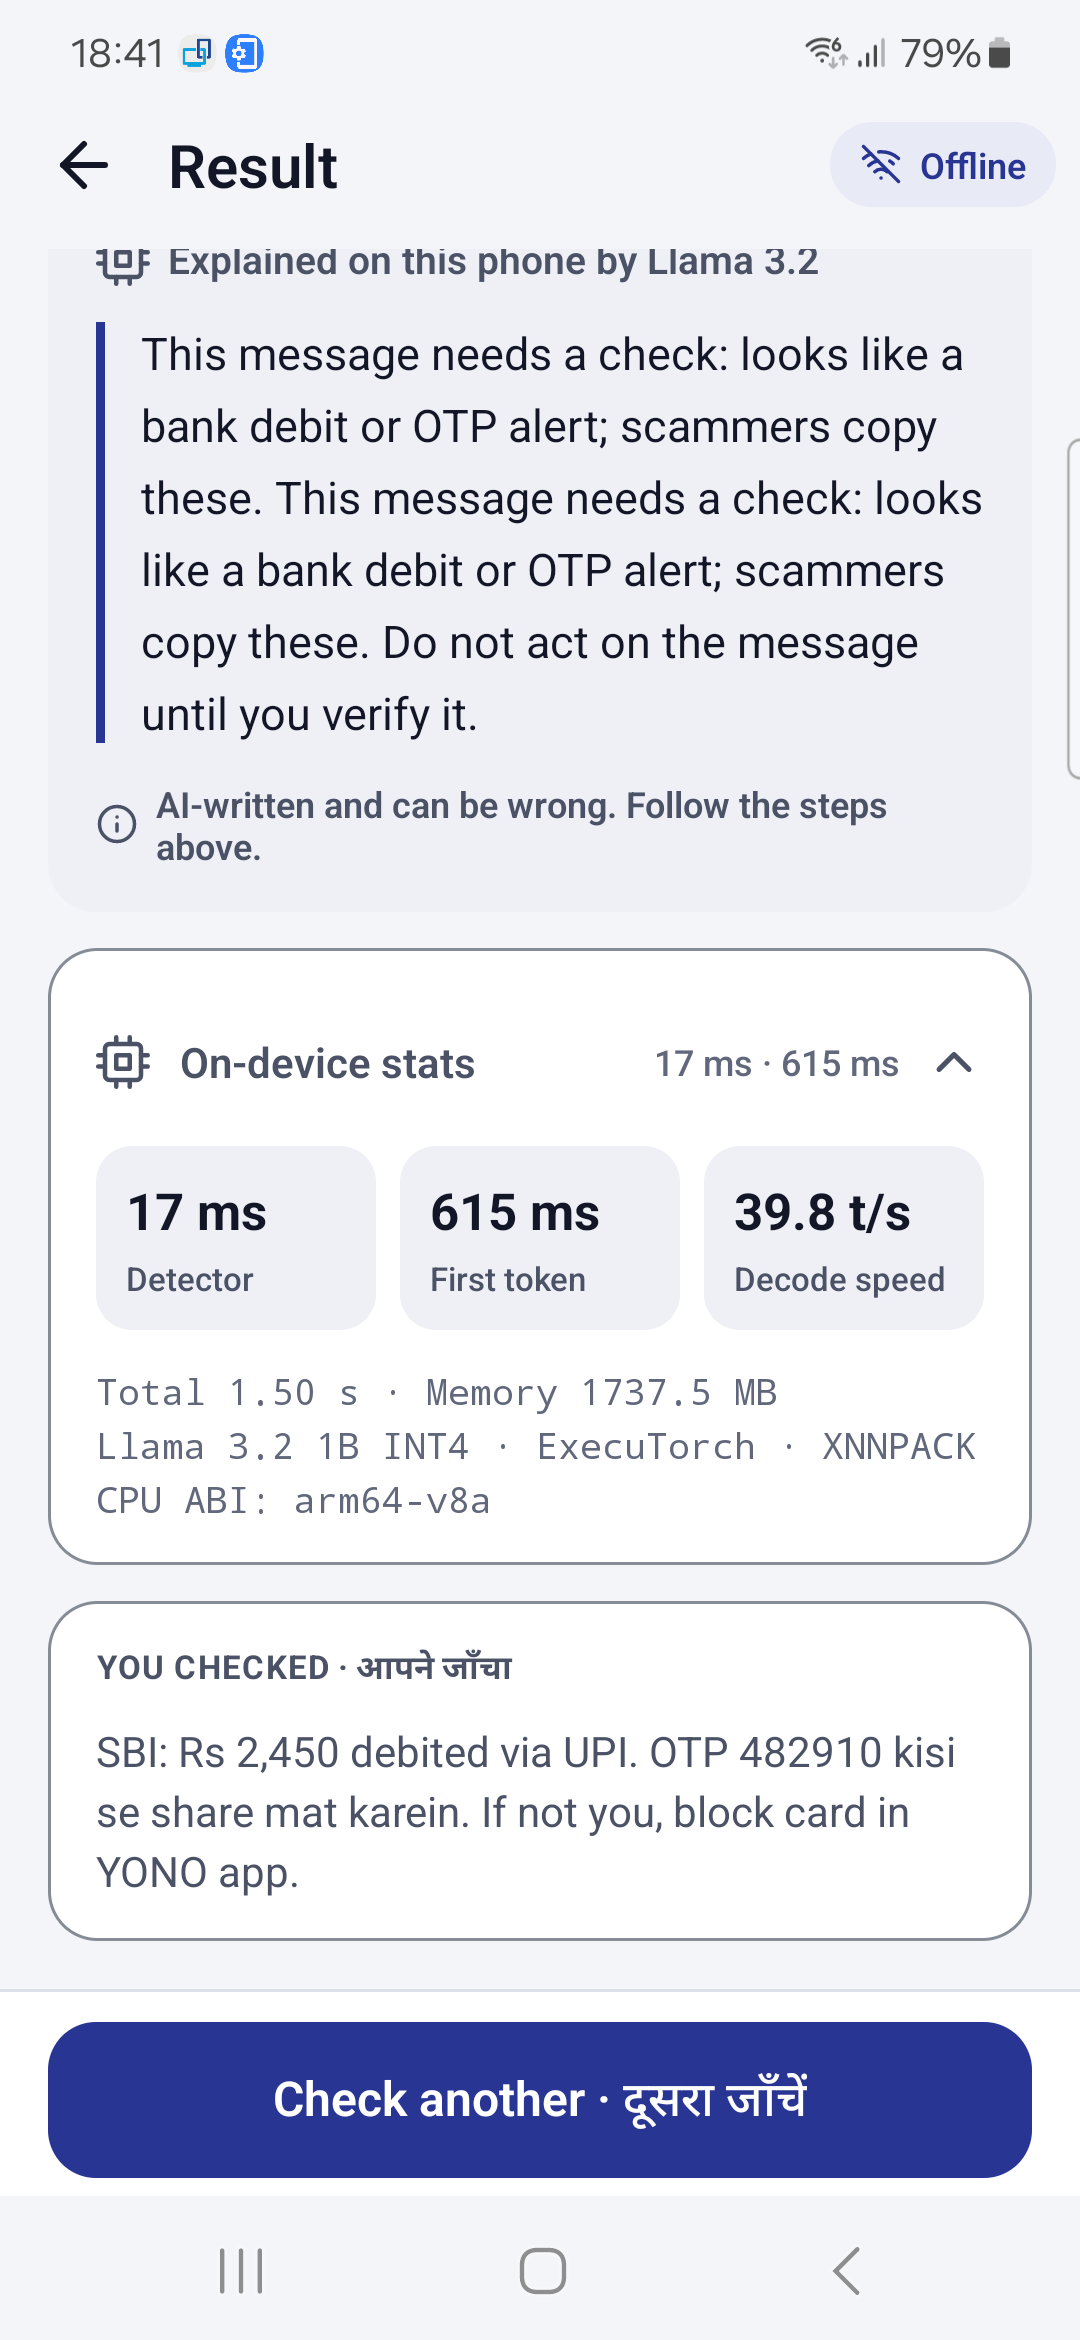 18:41
79%
Result
Offline
Explained on this phone by Llama 3.2
This message needs a check: looks like a
bank debit or OTP alert; scammers copy
these. This message needs a check: looks
like a bank debit or OTP alert; scammers
copy these. Do not act on the message
until you verify it.
AI-written and can be wrong. Follow the steps
above.
On-device stats
17 ms · 615 ms
17 ms
615 ms
39.8 t/s
Detector
First token
Decode speed
Total 1.50 s · Memory 1737.5 MB
Llama 3.2 1B INT4 · ExecuTorch · XNNPACK
CPU ABI: arm64-v8a
YOU CHECKED · आपने जाँचा
SBI: Rs 2,450 debited via UPI. OTP 482910 kisi
se share mat karein. If not you, block card in
YONO app.
Check another · दूसरा जाँचें